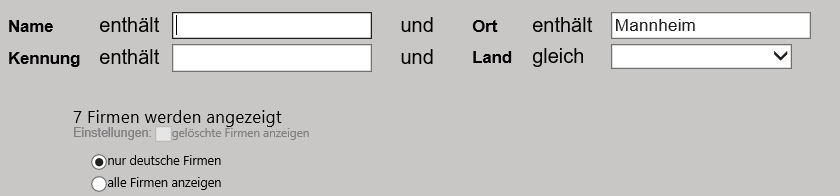 Name enthält und Ort enthält Mannheim
Kennung enthält und Land gleich
7 Firmen werden angezeigt
Einstellungen: gelöschte Firmen anzeigen
nur deutsche Firmen
alle Firmen anzeigen